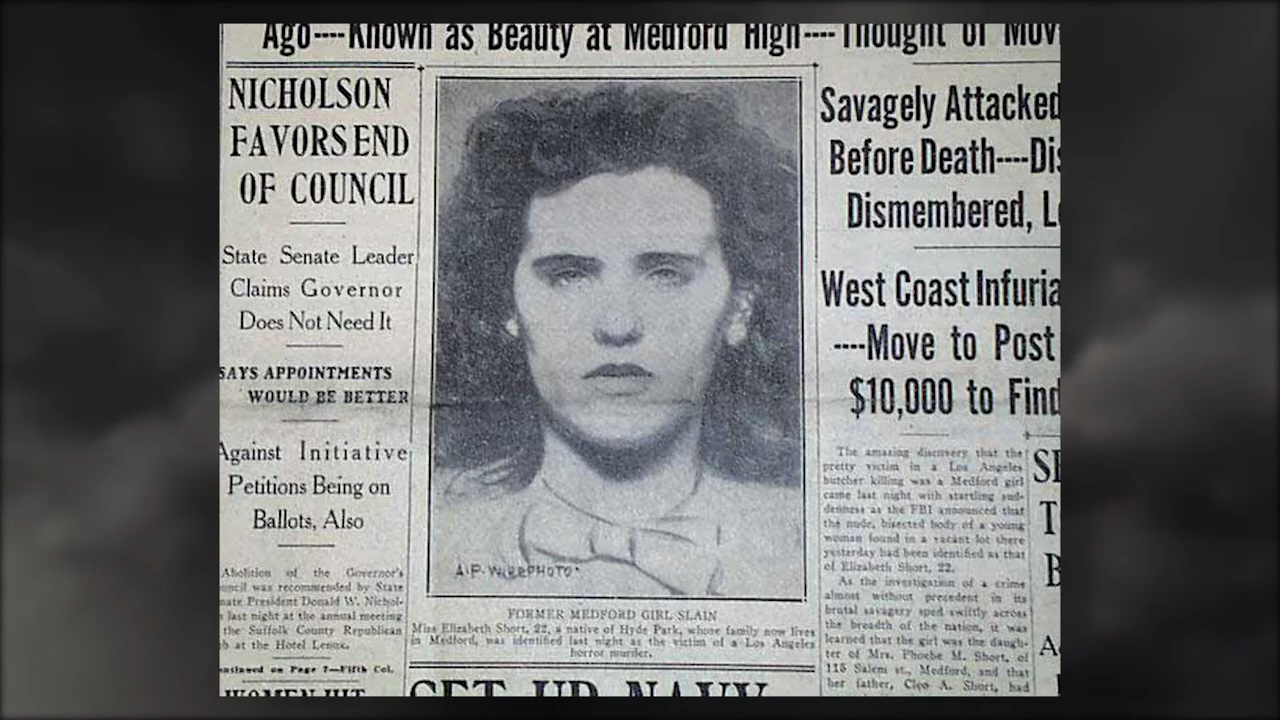 Ago----Known as Beauty at Medford High----Thought of Mov
NICHOLSON
FAVORS END
OF COUNCIL
State Senate Leader
Claims Governor
Does Not Need It
SAYS APPOINTMENTS
WOULD BE BETTER
Against Initiative
Petitions Being on
Ballots, Also
Abolition of the Governor's
uncil was recommended by State
nate President Donald W. Nichol-
last night at the annual meeting
the Suffolk County Republican
b at the Hotel Lenox.
ontinued on Page 7—Fifth Col.
WOMEN HIT
A.P. WIREPHOTO
FORMER MEDFORD GIRL SLAIN
Miss Elizabeth Short, 22, a native of Hyde Park, whose family now lives
in Medford, was identified last night as the victim of a Los Angeles
horror murder.
SET UP NAVY
Savagely Attacked
Before Death----Dis
Dismembered, L
West Coast Infuria
----Move to Post
$10,000 to Find
The amazing discovery that the
pretty victim in a Los Angeles
butcher killing was a Medford girl
came last night with startling sud-
denness as the FBI announced that
the nude, bisected body of a young
woman found in a vacant lot there
yesterday had been identified as that
of Elizabeth Short, 22.
As the investigation of a crime
almost without precedent in its
brutal savagery sped swiftly across
the breadth of the nation, it was
learned that the girl was the daugh-
ter of Mrs. Phoebe M. Short, of
115 Salem st., Medford, and that
her father, Cleo A. Short, had